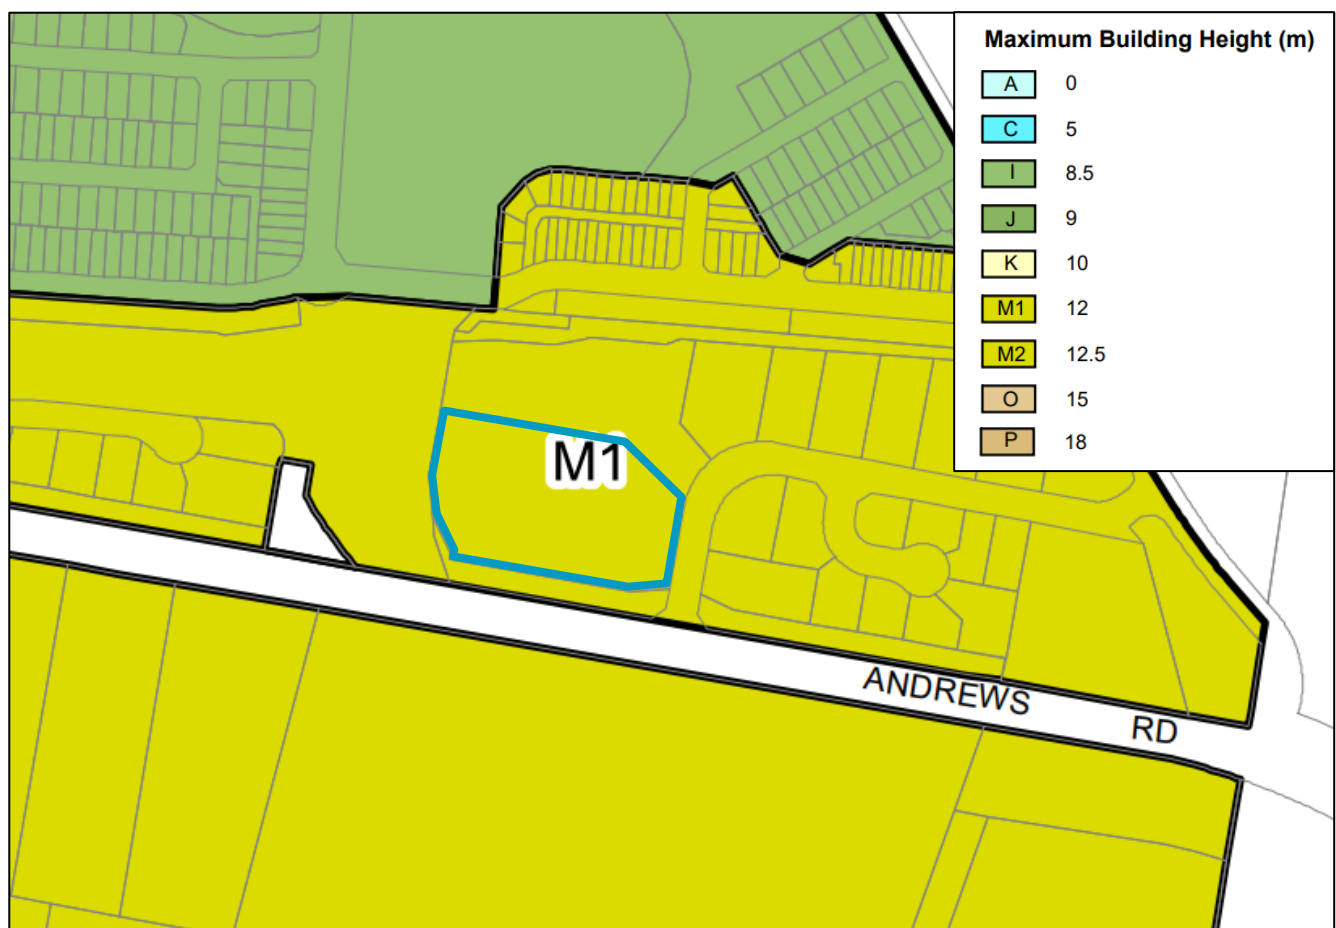 Maximum Building Height (m)
A 0
C 5
I 8.5
J 9
K 10
M1 12
M2 12.5
O 15
P 18
M1
ANDREWS RD